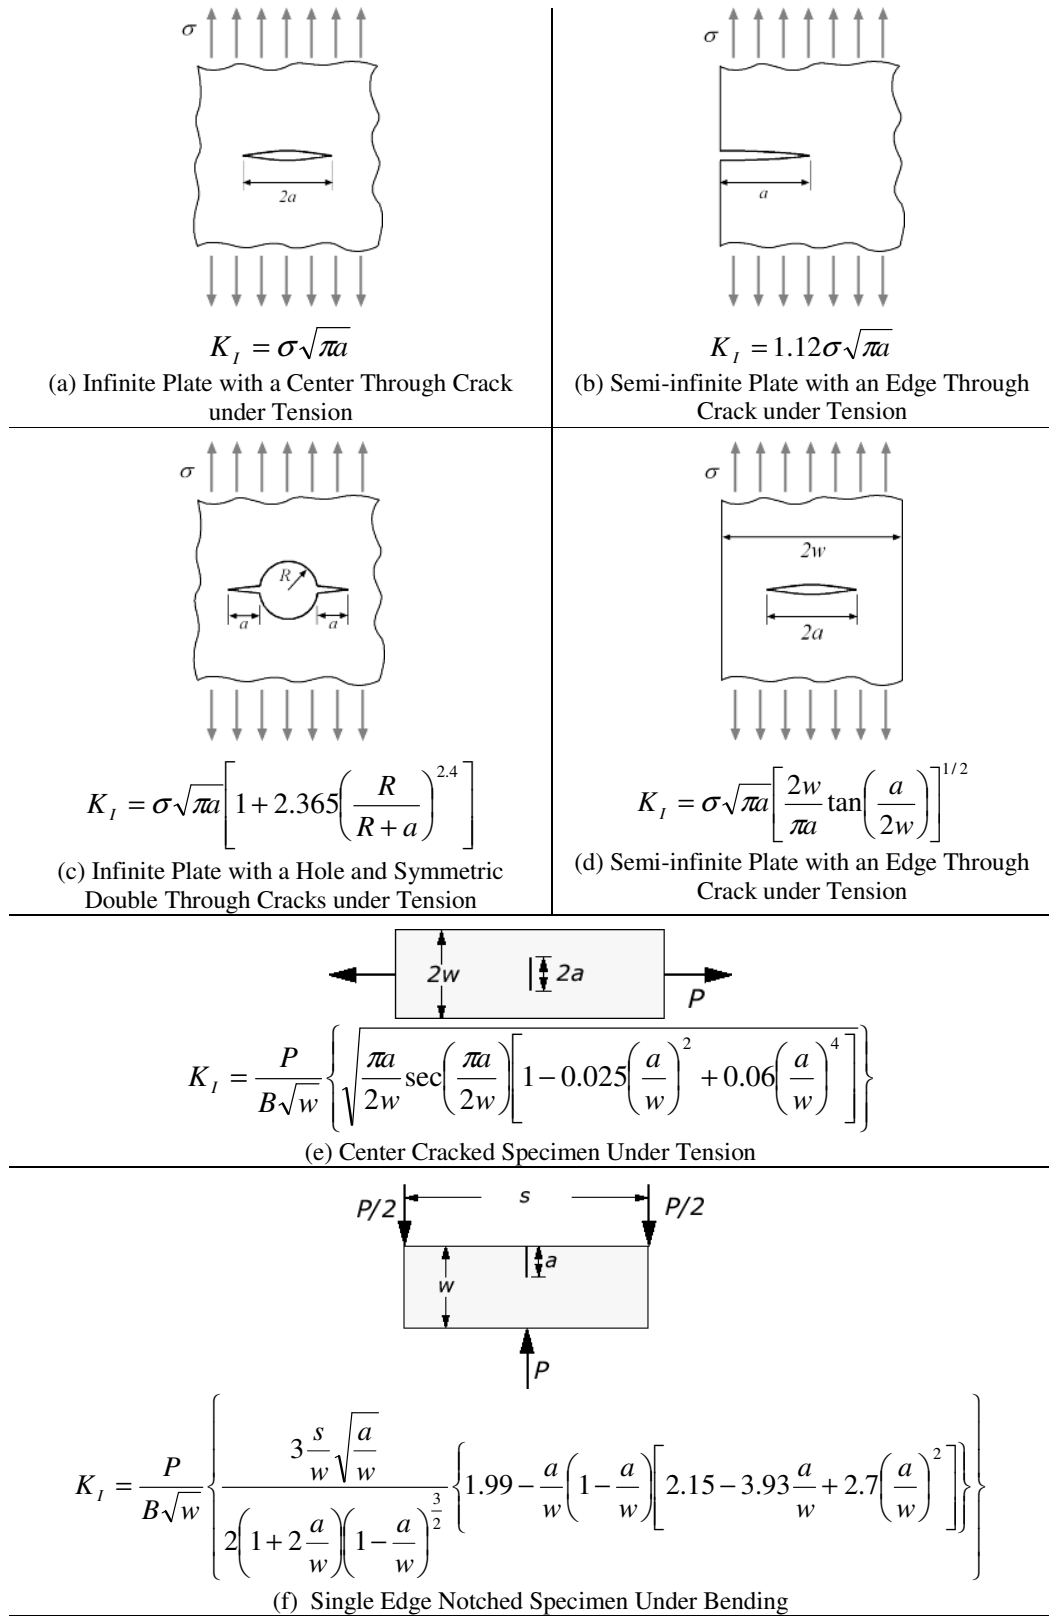 σ
2a
K_I = σ√(πa)
(a) Infinite Plate with a Center Through Crack
under Tension
σ
a
K_I = 1.12σ√(πa)
(b) Semi-infinite Plate with an Edge Through
Crack under Tension
σ
R
a
a
K_I = σ√(πa)[1 + 2.365(R/(R + a))^2.4]
(c) Infinite Plate with a Hole and Symmetric
Double Through Cracks under Tension
σ
2w
2a
K_I = σ√(πa)[(2w/(πa)) tan(a/(2w))]^1/2
(d) Semi-infinite Plate with an Edge Through
Crack under Tension
2w
2a
P
K_I = (P/(B√w)){√((πa/(2w)) sec(πa/(2w))[1 − 0.025(a/w)^2 + 0.06(a/w)^4])}
(e) Center Cracked Specimen Under Tension
P/2
s
P/2
w
a
P
K_I = (P/(B√w)){(3(s/w)√(a/w))/(2(1 + 2(a/w))(1 − a/w)^(3/2)){1.99 − (a/w)(1 − a/w)[2.15 − 3.93(a/w) + 2.7(a/w)^2]}}
(f) Single Edge Notched Specimen Under Bending